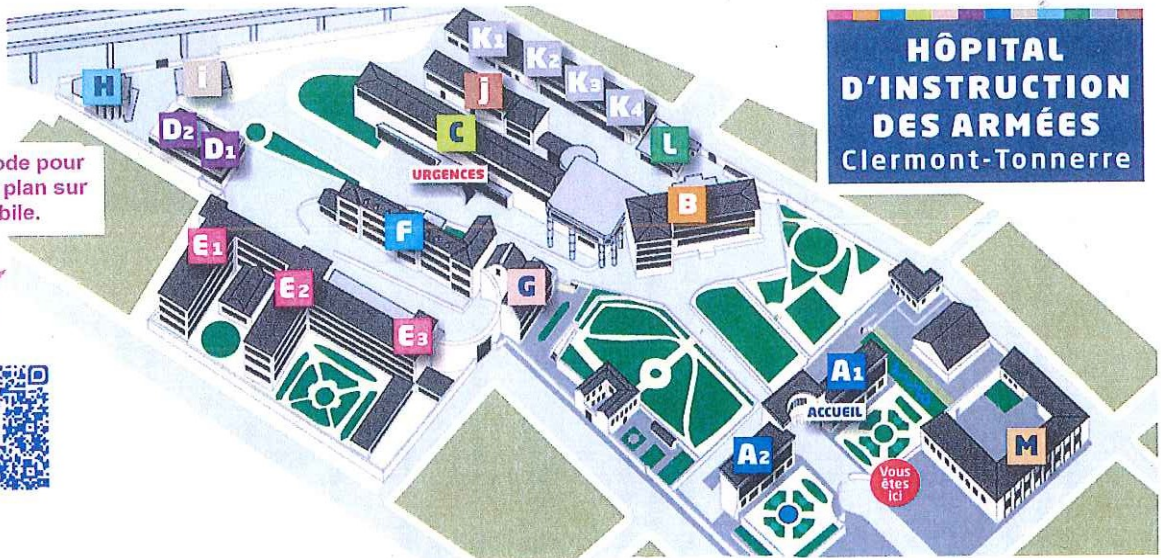 HÔPITAL
D'INSTRUCTION
DES ARMÉES
Clermont-Tonnerre
K1
K2
K3
K4
H
i
j
C
L
D2
D1
URGENCES
B
ode pour
plan sur
bile.
F
E1
E2
G
E3
A1
ACCUEIL
A2
M
Vous
êtes
ici